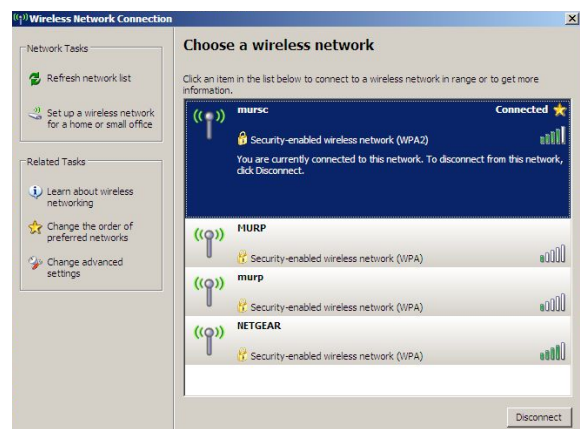 Wireless Network Connection
Network Tasks
Refresh network list
Set up a wireless network
for a home or small office
Related Tasks
Learn about wireless
networking
Change the order of
preferred networks
Change advanced
settings
Choose a wireless network
Click an item in the list below to connect to a wireless network in range or to get more
information.
mursc Connected
Security-enabled wireless network (WPA2)
You are currently connected to this network. To disconnect from this network,
click Disconnect.
MURP
Security-enabled wireless network (WPA)
murp
Security-enabled wireless network (WPA)
NETGEAR
Security-enabled wireless network (WPA)
Disconnect